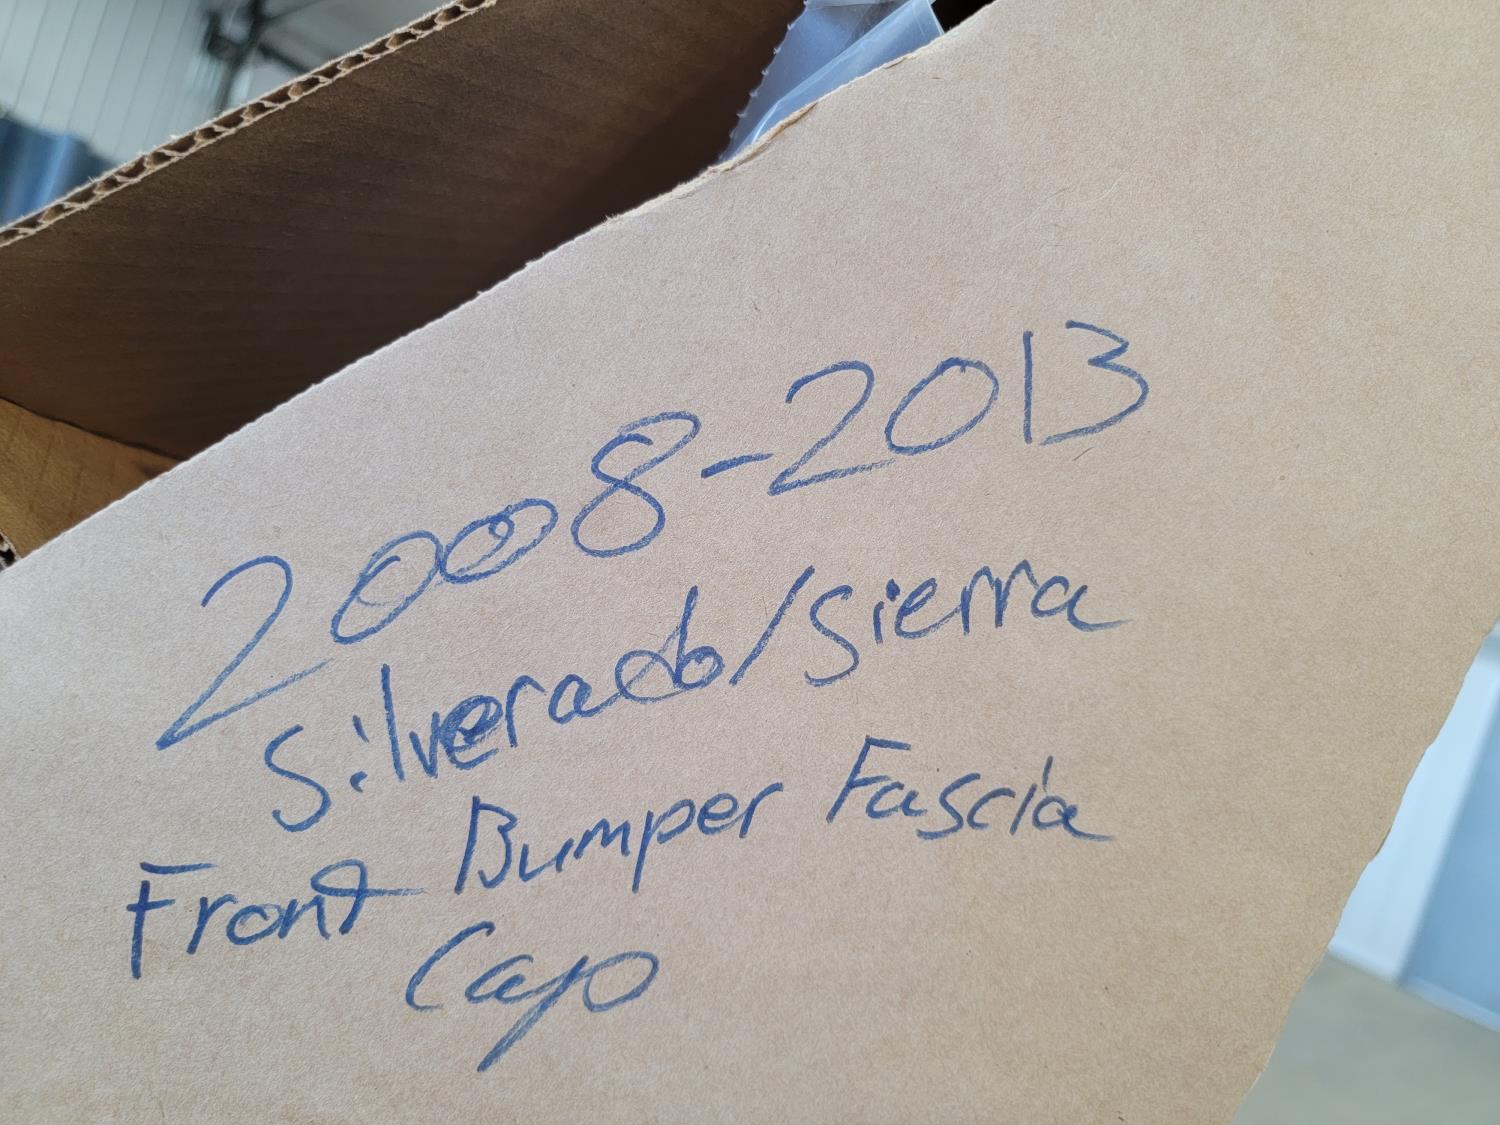 2008-2013
Silverado/Sierra
Front Bumper Fascia
Cap